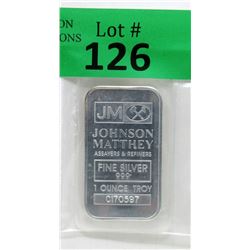 ON
ONS
Lot #
126
JM
JOHNSON
MATTHEY
ASSAYERS & REFINERS
FINE SILVER
999
1 OUNCE TROY
C170597